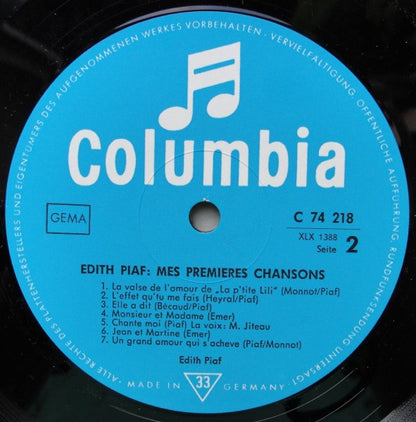 ALLE RECHTE DES PLATTENHERSTELLERS UND EIGENTÜMERS DES AUFGENOMMENEN WERKES VORBEHALTEN · VERVIELFÄLTIGUNG, ÖFFENTLICHE AUFFÜHRUNG, RUNDFUNKSENDUNG UNTERSAGT ·
Columbia
GEMA
C 74 218
XLX 1388
Seite 2
EDITH PIAF: MES PREMIERES CHANSONS
1. La valse de l'amour de „La p'tite Lili" (Monnot/Piaf)
2. L'effet qu'tu me fais (Heyral/Piaf)
3. Elle a dit (Bécaud/Piaf)
4. Monsieur et Madame (Emer)
5. Chante moi (Piaf) La voix: M. Jiteau
6. Jean et Martine (Emer)
7. Un grand amour qui s'acheve (Piaf/Monnot)
Edith Piaf
MADE IN 33 GERMANY